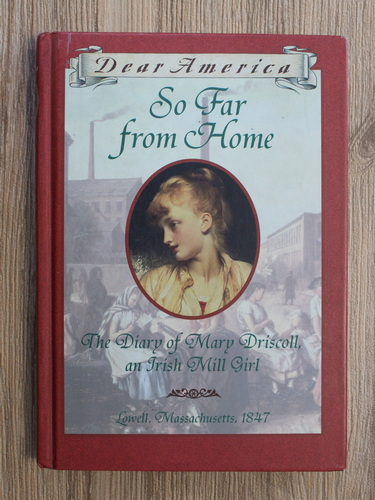 Dear America
So Far
from Home
The Diary of Mary Driscoll,
an Irish Mill Girl
Lowell, Massachusetts, 1847